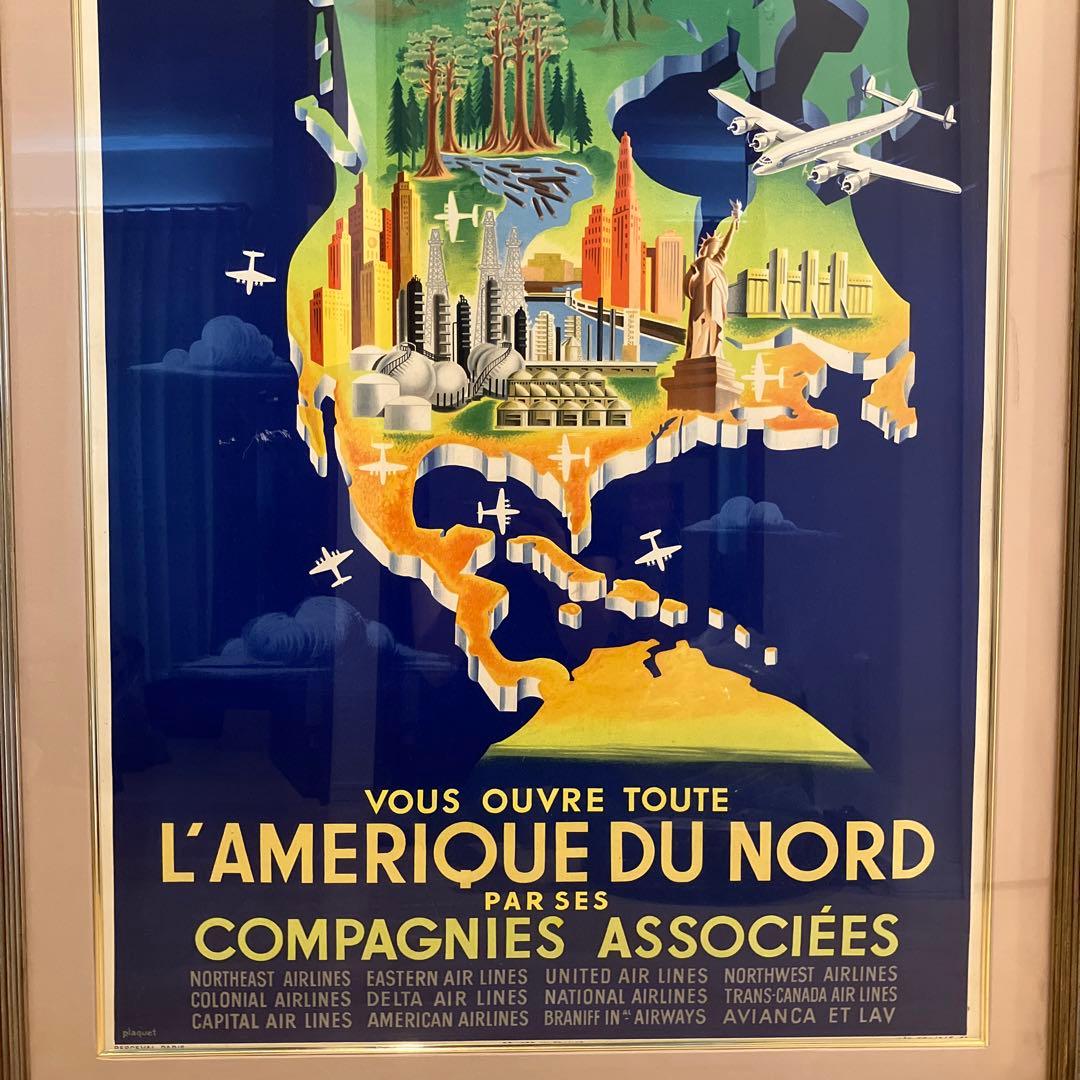 VOUS OUVRE TOUTE
L'AMERIQUE DU NORD
PAR SES
COMPAGNIES ASSOCIÉES
NORTHEAST AIRLINES EASTERN AIR LINES UNITED AIR LINES NORTHWEST AIRLINES
COLONIAL AIRLINES DELTA AIR LINES NATIONAL AIRLINES TRANS-CANADA AIR LINES
CAPITAL AIR LINES AMERICAN AIRLINES BRANIFF INAL AIRWAYS AVIANCA ET LAV
plaquet